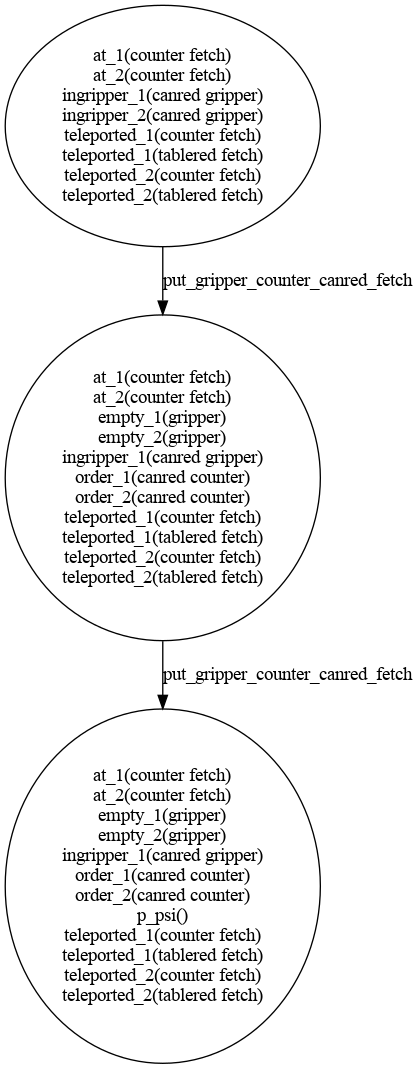 at_1(counter fetch)
at_2(counter fetch)
ingripper_1(canred gripper)
ingripper_2(canred gripper)
teleported_1(counter fetch)
teleported_1(tablered fetch)
teleported_2(counter fetch)
teleported_2(tablered fetch)
put_gripper_counter_canred_fetch
at_1(counter fetch)
at_2(counter fetch)
empty_1(gripper)
empty_2(gripper)
ingripper_1(canred gripper)
order_1(canred counter)
order_2(canred counter)
teleported_1(counter fetch)
teleported_1(tablered fetch)
teleported_2(counter fetch)
teleported_2(tablered fetch)
put_gripper_counter_canred_fetch
at_1(counter fetch)
at_2(counter fetch)
empty_1(gripper)
empty_2(gripper)
ingripper_1(canred gripper)
order_1(canred counter)
order_2(canred counter)
p_psi()
teleported_1(counter fetch)
teleported_1(tablered fetch)
teleported_2(counter fetch)
teleported_2(tablered fetch)